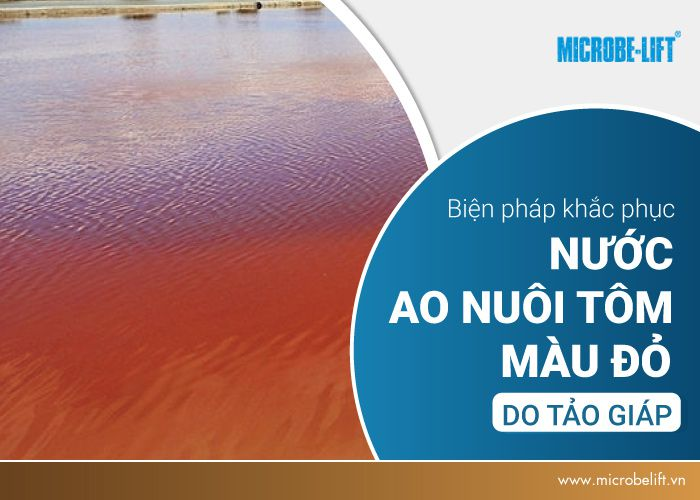 MICROBE-LIFT®
Biện pháp khắc phục
NƯỚC
AO NUÔI TÔM
MÀU ĐỎ
DO TẢO GIÁP
www.microbelift.vn